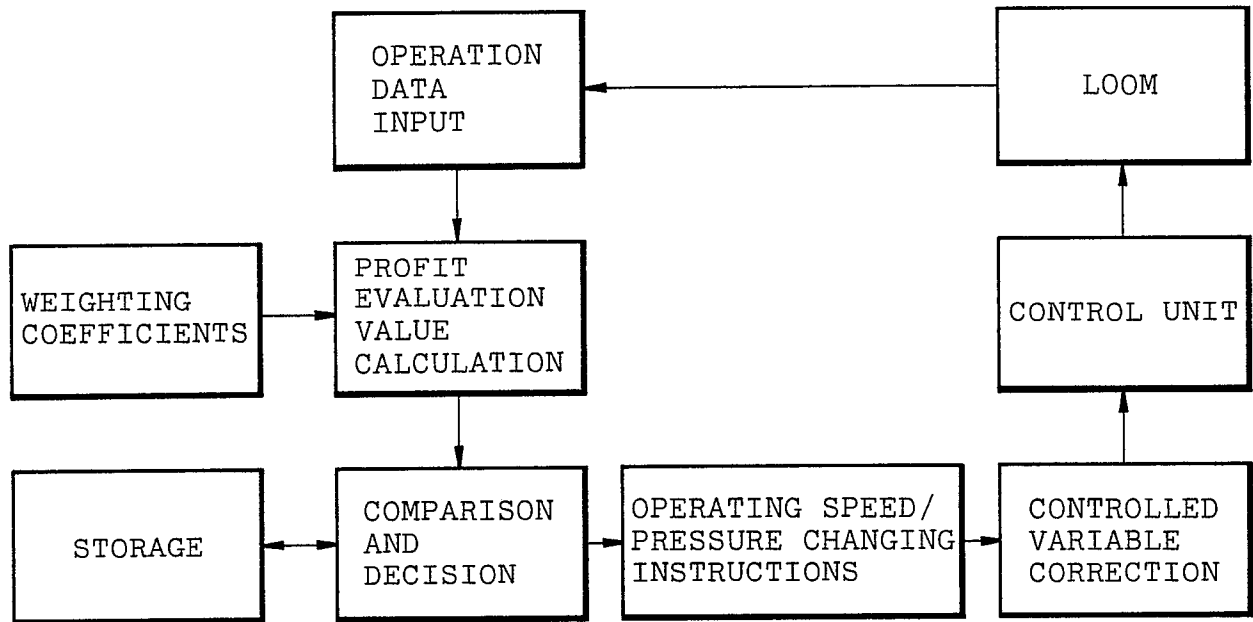 OPERATION
DATA
INPUT
LOOM
WEIGHTING
COEFFICIENTS
PROFIT
EVALUATION
VALUE
CALCULATION
CONTROL UNIT
STORAGE
COMPARISON
AND
DECISION
OPERATING SPEED/
PRESSURE CHANGING
INSTRUCTIONS
CONTROLLED
VARIABLE
CORRECTION